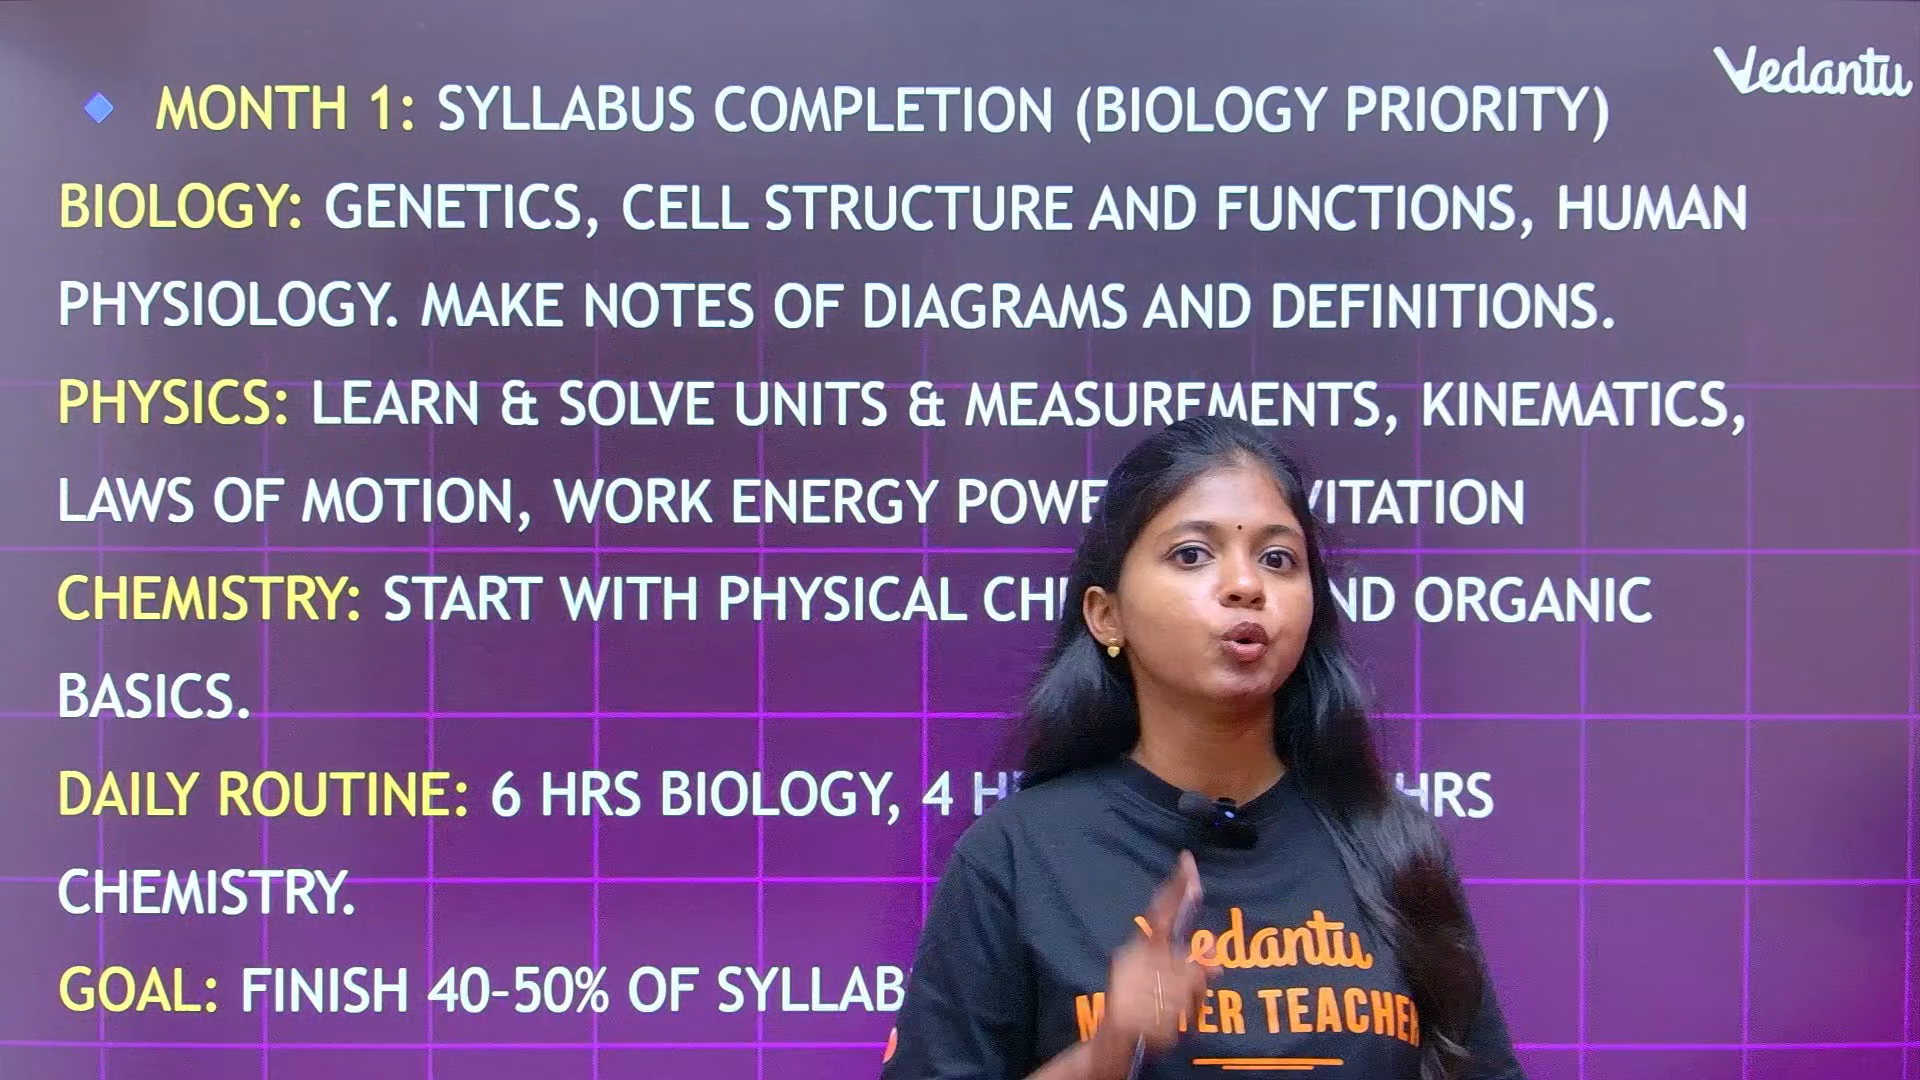 Vedantu
MONTH 1: SYLLABUS COMPLETION (BIOLOGY PRIORITY)
BIOLOGY: GENETICS, CELL STRUCTURE AND FUNCTIONS, HUMAN
PHYSIOLOGY. MAKE NOTES OF DIAGRAMS AND DEFINITIONS.
PHYSICS: LEARN & SOLVE UNITS & MEASUREMENTS, KINEMATICS,
LAWS OF MOTION, WORK ENERGY
CHEMISTRY: START WITH PHYSICAL ORGANIC
BASICS.
DAILY ROUTINE: 6 HRS BIOLOGY, 4 HRS
CHEMISTRY.
GOAL: FINISH 40-50% OF
Vedantu
MASTER TEACHER